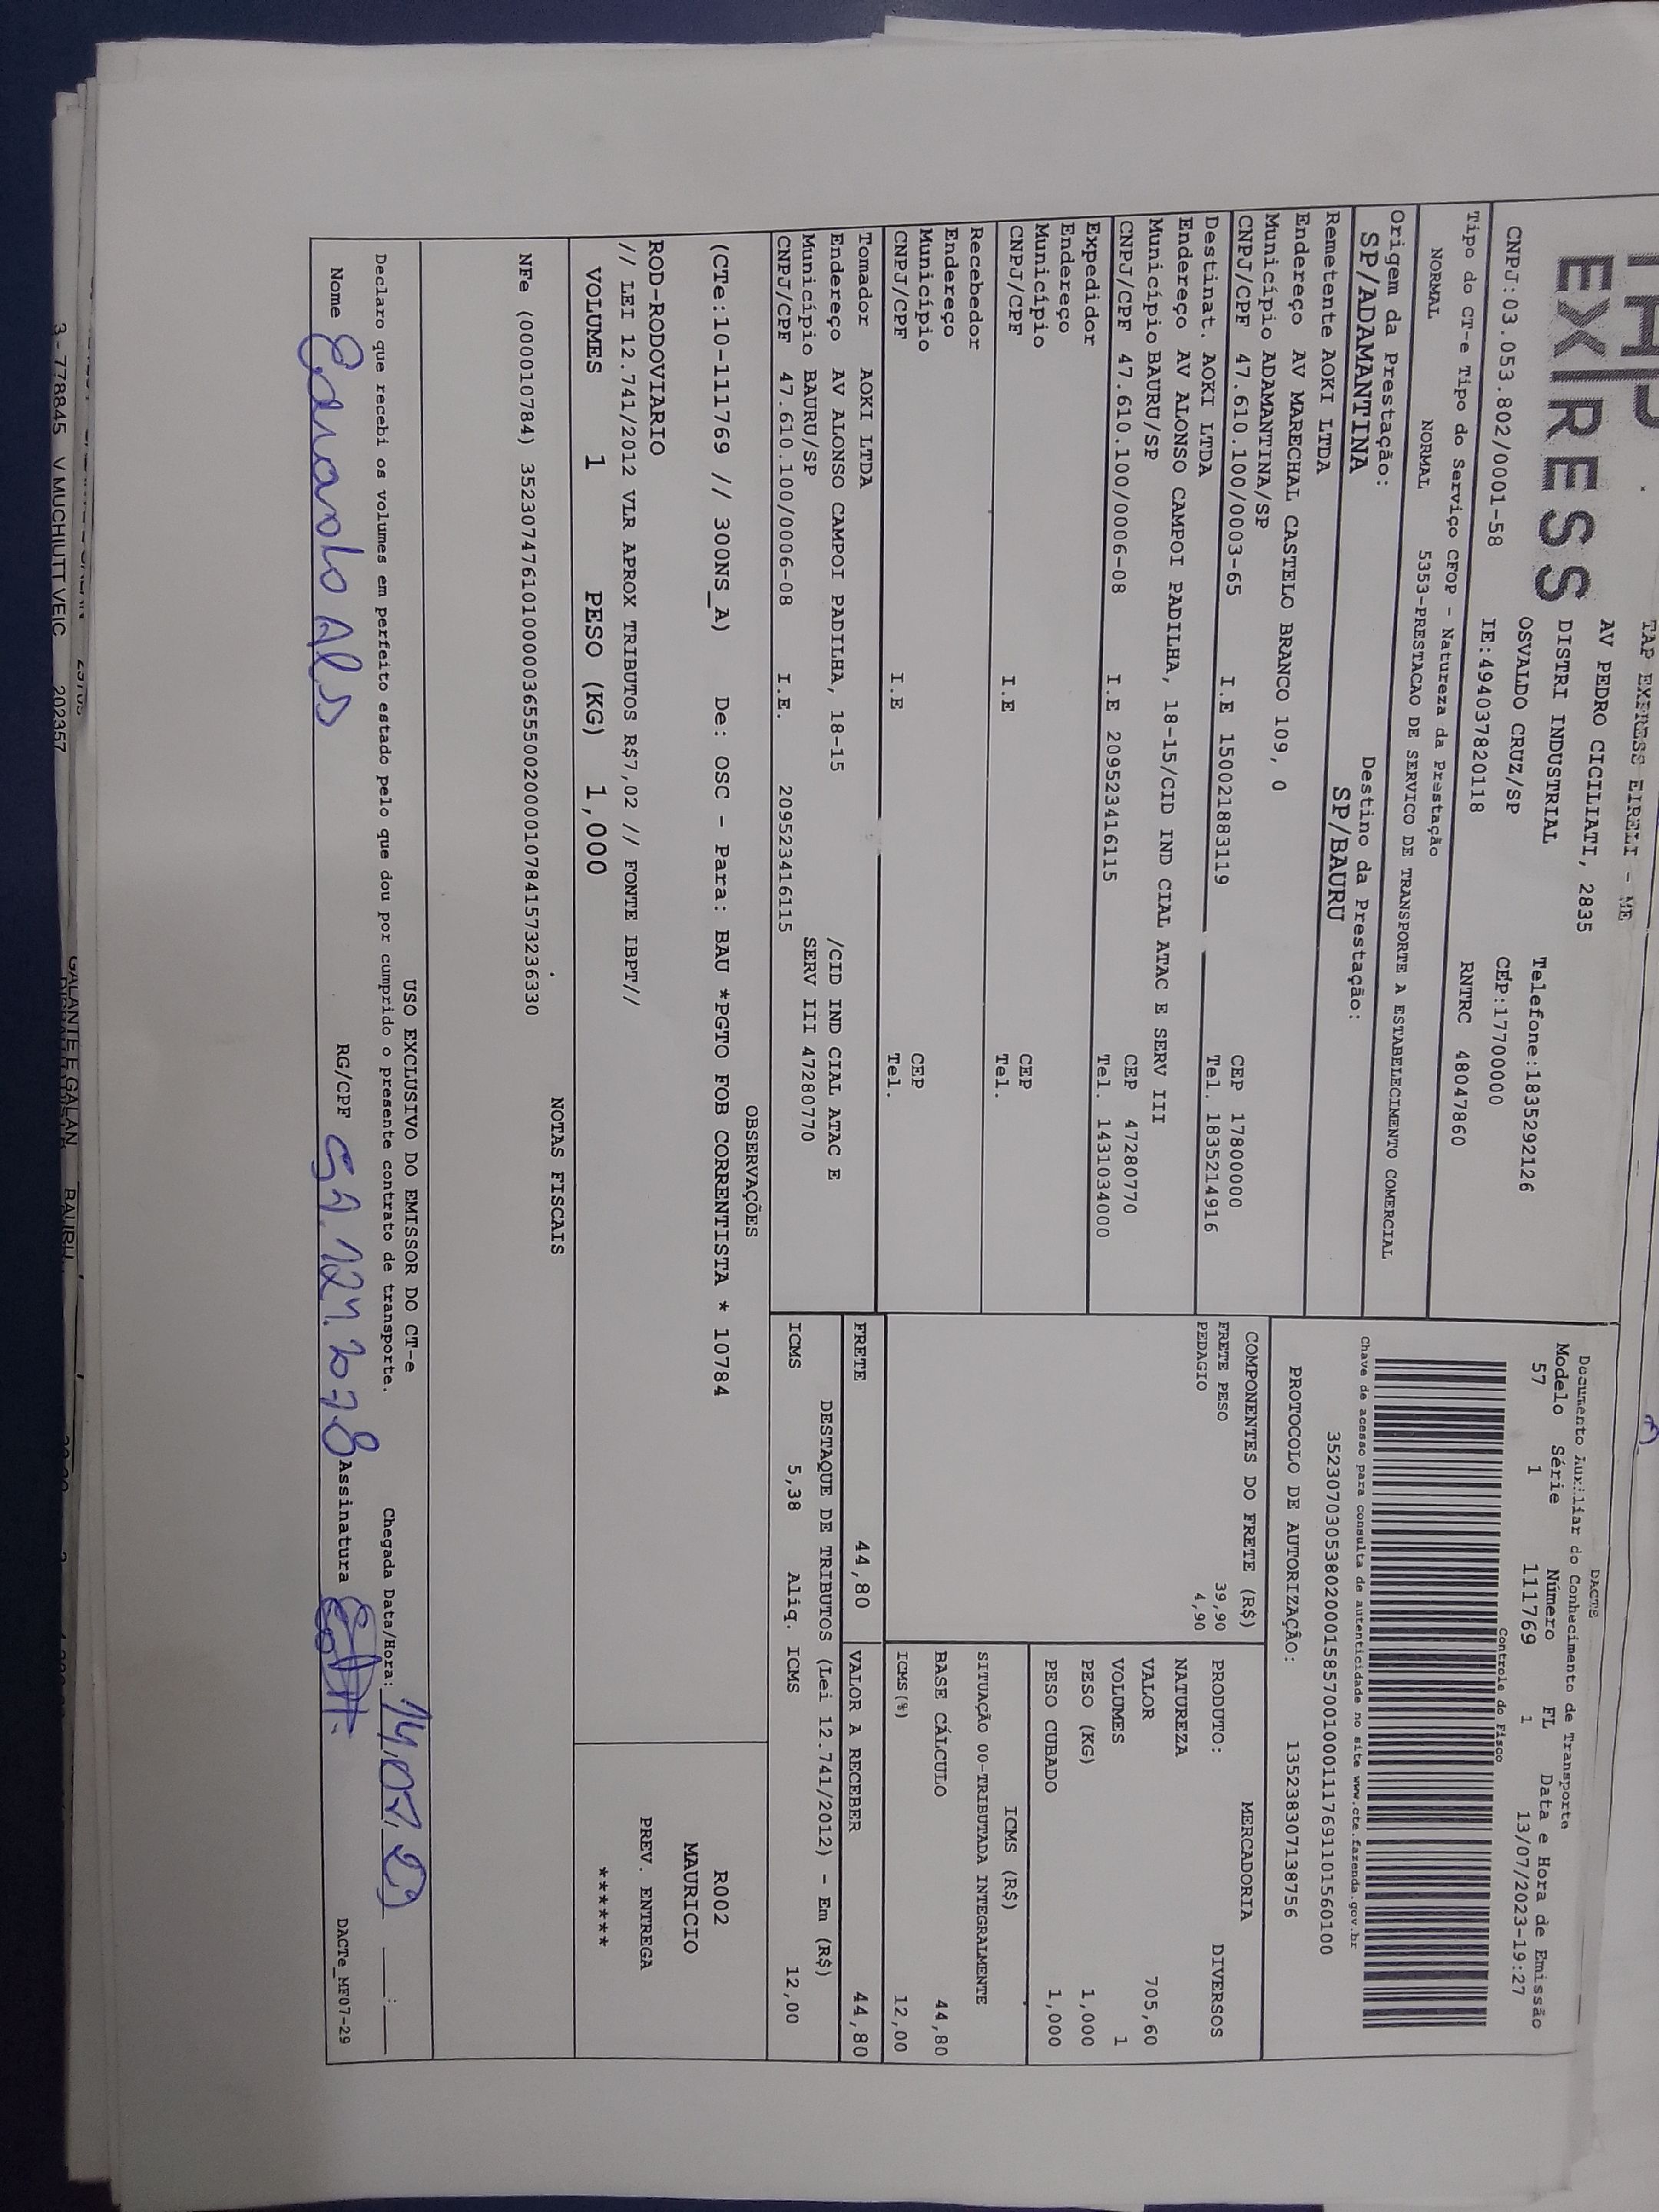 TAP EXPRESS
TAP EXPRESS EIRELI - ME
AV PEDRO CICILIATI, 2835
DISTRI INDUSTRIAL Telefone:1835292126
OSVALDO CRUZ/SP CEP:17700000
CNPJ:03.053.802/0001-58 IE:494037820118 RNTRC 48047860
DACTE
Documento Auxiliar do Conhecimento de Transporte
Modelo Série Número FL Data e Hora de Emissão
57 1 111769 1 13/07/2023-19:27
Controle do Fisco
Chave de acesso para consulta de autenticidade no site www.cte.fazenda.gov.br
35230703053802000158570010001117691101560100
PROTOCOLO DE AUTORIZAÇÃO: 135238307138756
Tipo do CT-e Tipo do Serviço CFOP - Natureza da Prestação
NORMAL NORMAL 5353-PRESTACAO DE SERVICO DE TRANSPORTE A ESTABELECIMENTO COMERCIAL
Origem da Prestação: Destino da Prestação:
SP/ADAMANTINA SP/BAURU
Remetente AOKI LTDA
Endereço AV MARECHAL CASTELO BRANCO 109, 0
Município ADAMANTINA/SP CEP 17800000
CNPJ/CPF 47.610.100/0003-65 I.E 150021883119 Tel. 1835214916
Destinat. AOKI LTDA
Endereço AV ALONSO CAMPOI PADILHA, 18-15/CID IND CIAL ATAC E SERV III
Município BAURU/SP CEP 47280770
CNPJ/CPF 47.610.100/0006-08 I.E 209523416115 Tel. 1431034000
Expedidor
Endereço
Município CEP
CNPJ/CPF I.E Tel.
Recebedor
Endereço
Município CEP
CNPJ/CPF I.E Tel.
Tomador AOKI LTDA
Endereço AV ALONSO CAMPOI PADILHA, 18-15 /CID IND CIAL ATAC E
Município BAURU/SP SERV III 47280770
CNPJ/CPF 47.610.100/0006-08 I.E. 209523416115
COMPONENTES DO FRETE (R$)
FRETE PESO 39,90
PEDAGIO 4,90
MERCADORIA
PRODUTO: DIVERSOS
NATUREZA
VALOR 705,60
VOLUMES 1
PESO (KG) 1,000
PESO CUBADO 1,000
ICMS (R$)
SITUAÇÃO 00-TRIBUTADA INTEGRALMENTE
BASE CÁLCULO 44,80
ICMS(%) 12,00
FRETE 44,80 VALOR A RECEBER 44,80
DESTAQUE DE TRIBUTOS (Lei 12.741/2012) - Em (R$)
ICMS 5,38 Aliq. ICMS 12,00
OBSERVAÇÕES
(CTe:10-111769 // 300NS_A) De: OSC - Para: BAU *PGTO FOB CORRENTISTA * 10784
ROD-RODOVIARIO
// LEI 12.741/2012 VLR APROX TRIBUTOS R$7,02 // FONTE IBPT//
R002
MAURICIO
PREV. ENTREGA
******
VOLUMES 1 PESO (KG) 1,000
NOTAS FISCAIS
NFe (000010784) 35230747610100000365550020000107841573236330
USO EXCLUSIVO DO EMISSOR DO CT-e
Declaro que recebi os volumes em perfeito estado pelo que dou por cumprido o presente contrato de transporte. Chegada Data/Hora: 14,07,23 __:__
Nome Eduardo RG/CPF Assinatura
DACTe_MF07-29
3 - 778845 V.MUCHIUTT VEIC 202357
GALANTE E GALAN BAURU